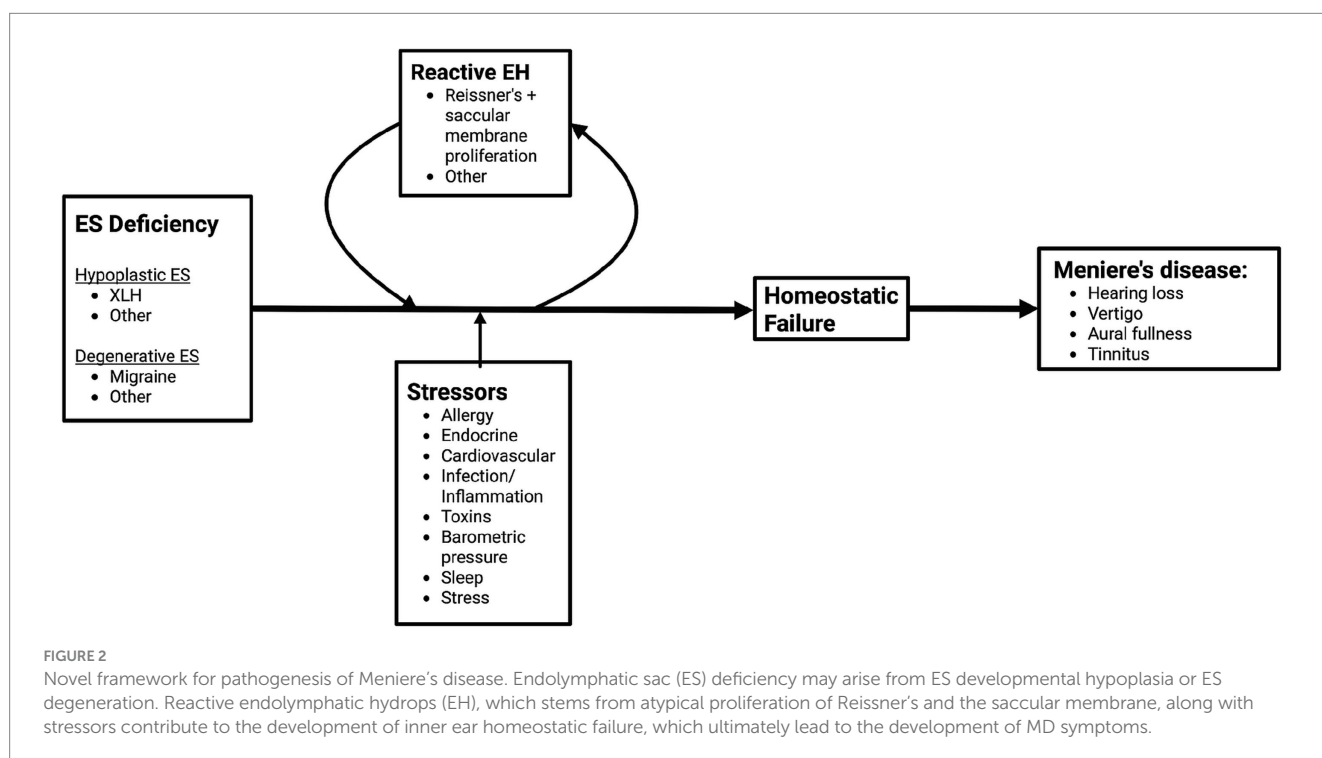 Reactive EH
• Reissner's +
saccular
membrane
proliferation
• Other
ES Deficiency
Hypoplastic ES
• XLH
• Other
Degenerative ES
• Migraine
• Other
Stressors
• Allergy
• Endocrine
• Cardiovascular
• Infection/
Inflammation
• Toxins
• Barometric
pressure
• Sleep
• Stress
Homeostatic
Failure
Meniere's disease:
• Hearing loss
• Vertigo
• Aural fullness
• Tinnitus
FIGURE 2
Novel framework for pathogenesis of Meniere’s disease. Endolymphatic sac (ES) deficiency may arise from ES developmental hypoplasia or ES
degeneration. Reactive endolymphatic hydrops (EH), which stems from atypical proliferation of Reissner’s and the saccular membrane, along with
stressors contribute to the development of inner ear homeostatic failure, which ultimately lead to the development of MD symptoms.